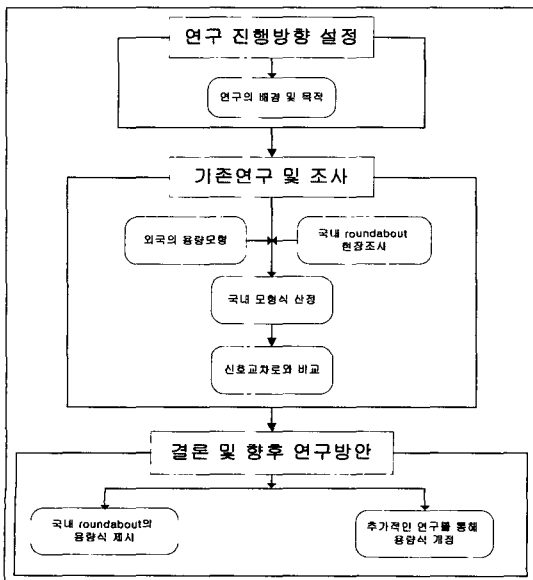 연구 진행방향 설정
연구의 배경 및 목적
기존연구 및 조사
외국의 용량모형
국내 roundabout
현장조사
국내 모형식 산정
신호교차로와 비교
결론 및 향후 연구방안
국내 roundabout의
용량식 제시
추가적인 연구를 통해
용량식 개정